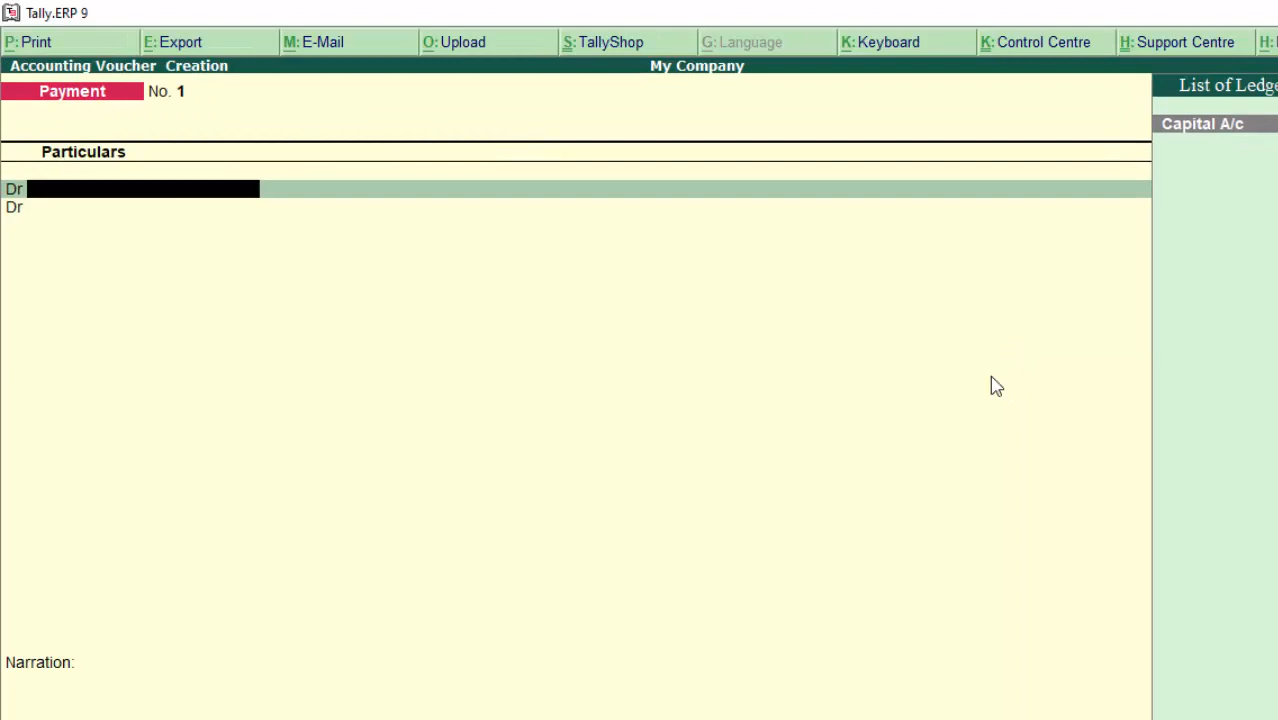 Tally.ERP 9
P: Print E: Export M: E-Mail O: Upload S: TallyShop G: Language K: Keyboard K: Control Centre H: Support Centre H:
Accounting Voucher Creation My Company
Payment No. 1 List of
Capital A/c
Particulars
Dr
Dr
Narration: